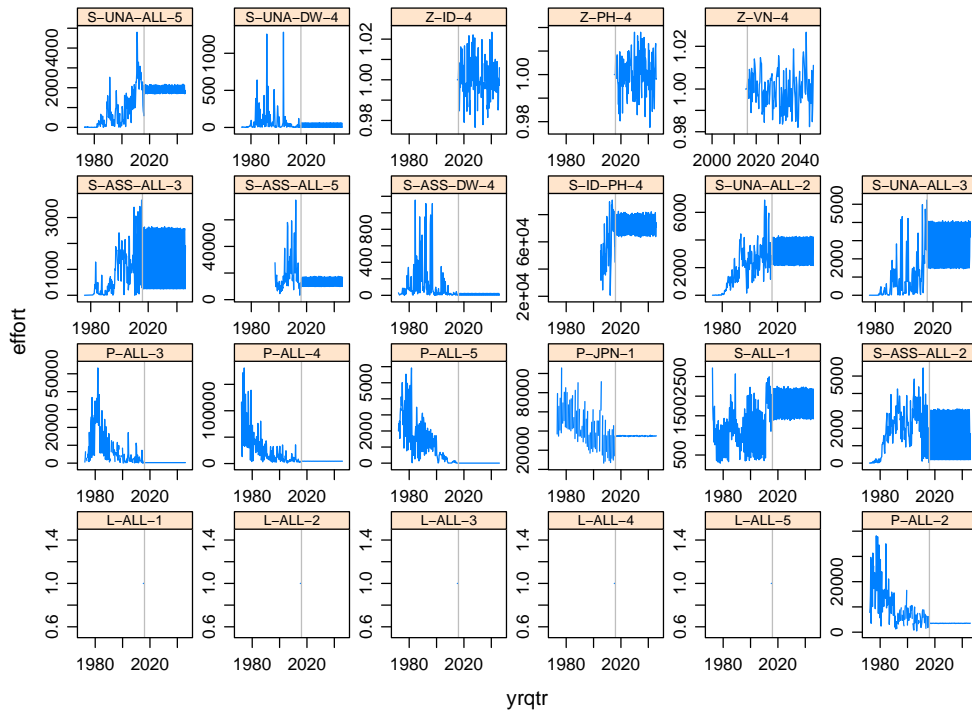 S−UNA−ALL−5 S−UNA−DW−4 Z−ID−4 Z−PH−4 Z−VN−4
0 2000 4000
0 5000 10000
0.98 1.00 1.02
0.98 1.00 1.02
0.98 1.00 1.02
1980 2020 1980 2020 1980 2020 1980 2020 2000 2020 2040
S−ASS−ALL−3 S−ASS−ALL−5 S−ASS−DW−4 S−ID−PH−4 S−UNA−ALL−2 S−UNA−ALL−3
0 1000 3000
0 40000
0 400 800
2e+04 6e+04
0 2000 6000
0 1000 3000 5000
1980 2020 1980 2020 1980 2020 1980 2020 1980 2020 1980 2020
effort
P−ALL−3 P−ALL−4 P−ALL−5 P−JPN−1 S−ALL−1 S−ASS−ALL−2
0 20000 50000
0 2000
20000 80000
500 1500 2500
0 2000 4000
1980 2020 1980 2020 1980 2020 1980 2020 1980 2020 1980 2020
L−ALL−1 L−ALL−2 L−ALL−3 L−ALL−4 L−ALL−5 P−ALL−2
0.6 1.0 1.4
0.6 1.0 1.4
0.6 1.0 1.4
0.6 1.0 1.4
0.6 1.0 1.4
0 20000
1980 2020 1980 2020 1980 2020 1980 2020 1980 2020 1980 2020
yrqtr